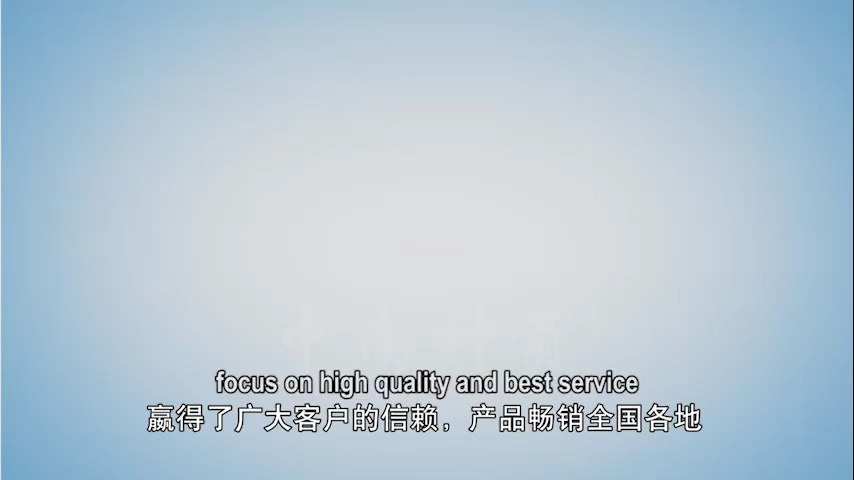 focus on high quality and best service
赢得了广大客户的信赖，产品畅销全国各地